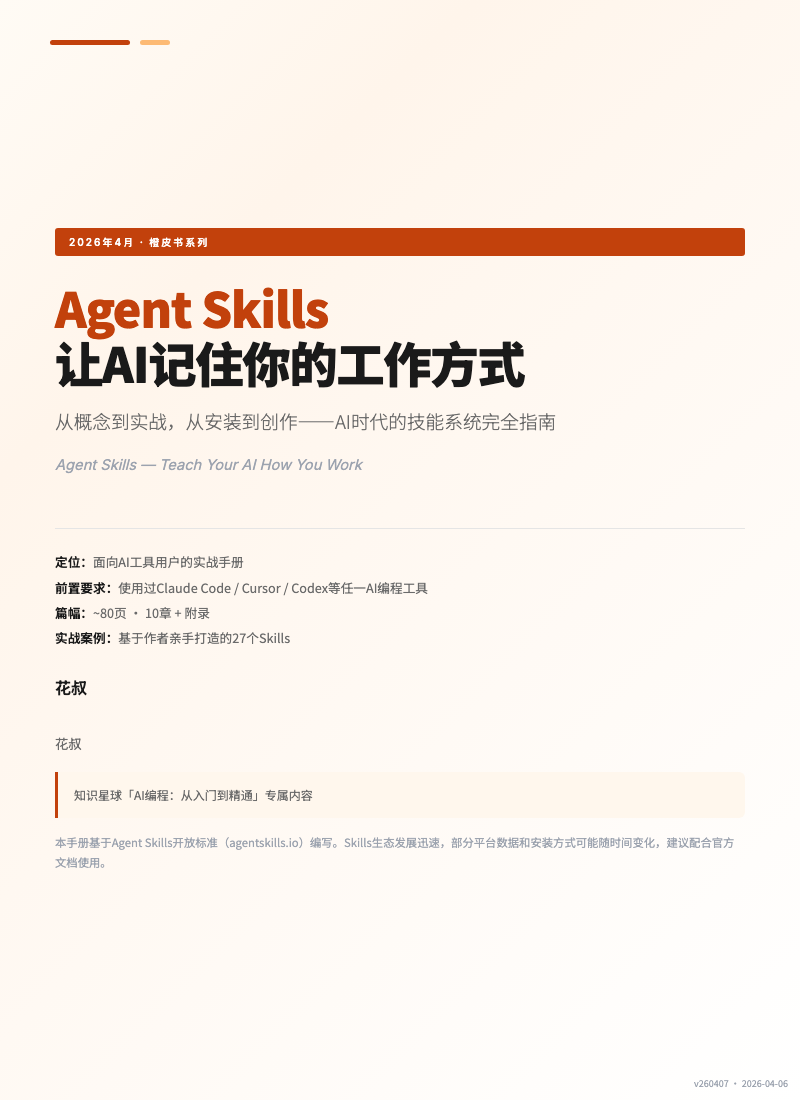 2026年4月 · 橙皮书系列
Agent Skills
让AI记住你的工作方式
从概念到实战，从安装到创作——AI时代的技能系统完全指南
Agent Skills — Teach Your AI How You Work
定位：面向AI工具用户的实战手册
前置要求：使用过Claude Code / Cursor / Codex等任一AI编程工具
篇幅：~80页 · 10章 + 附录
实战案例：基于作者亲手打造的27个Skills
花叔
花叔
知识星球「AI编程：从入门到精通」专属内容
本手册基于Agent Skills开放标准（agentskills.io）编写。Skills生态发展迅速，部分平台数据和安装方式可能随时间变化，建议配合官方
文档使用。
v260407 · 2026-04-06